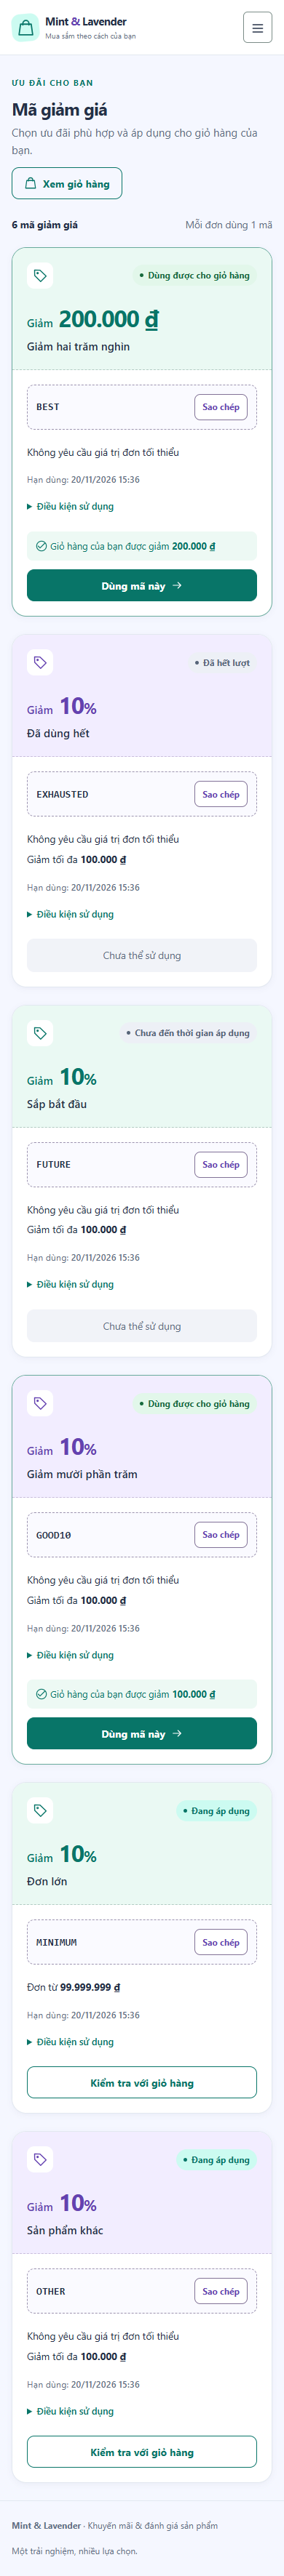 Mint & Lavender
Mua sắm theo cách của bạn
ƯU ĐÃI CHO BẠN
Mã giảm giá
Chọn ưu đãi phù hợp và áp dụng cho giỏ hàng của
bạn.
Xem giỏ hàng
6 mã giảm giá Mỗi đơn dùng 1 mã
Dùng được cho giỏ hàng
Giảm 200.000 ₫
Giảm hai trăm nghìn
BEST Sao chép
Không yêu cầu giá trị đơn tối thiểu
Hạn dùng: 20/11/2026 15:36
Điều kiện sử dụng
Giỏ hàng của bạn được giảm 200.000 ₫
Dùng mã này →
Đã hết lượt
Giảm 10%
Đã dùng hết
EXHAUSTED Sao chép
Không yêu cầu giá trị đơn tối thiểu
Giảm tối đa 100.000 ₫
Hạn dùng: 20/11/2026 15:36
Điều kiện sử dụng
Chưa thể sử dụng
Chưa đến thời gian áp dụng
Giảm 10%
Sắp bắt đầu
FUTURE Sao chép
Không yêu cầu giá trị đơn tối thiểu
Giảm tối đa 100.000 ₫
Hạn dùng: 20/11/2026 15:36
Điều kiện sử dụng
Chưa thể sử dụng
Dùng được cho giỏ hàng
Giảm 10%
Giảm mười phần trăm
GOOD10 Sao chép
Không yêu cầu giá trị đơn tối thiểu
Giảm tối đa 100.000 ₫
Hạn dùng: 20/11/2026 15:36
Điều kiện sử dụng
Giỏ hàng của bạn được giảm 100.000 ₫
Dùng mã này →
Đang áp dụng
Giảm 10%
Đơn lớn
MINIMUM Sao chép
Đơn từ 99.999.999 ₫
Hạn dùng: 20/11/2026 15:36
Điều kiện sử dụng
Kiểm tra với giỏ hàng
Đang áp dụng
Giảm 10%
Sản phẩm khác
OTHER Sao chép
Không yêu cầu giá trị đơn tối thiểu
Giảm tối đa 100.000 ₫
Hạn dùng: 20/11/2026 15:36
Điều kiện sử dụng
Kiểm tra với giỏ hàng
Mint & Lavender · Khuyến mãi & đánh giá sản phẩm
Một trải nghiệm, nhiều lựa chọn.